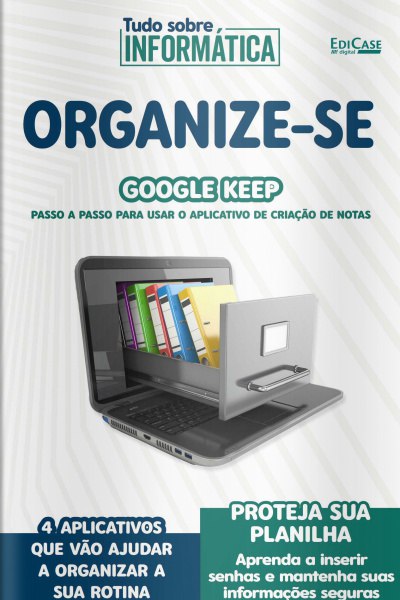 Tudo sobre
INFORMÁTICA
EDICASE
digital
ORGANIZE-SE
GOOGLE KEEP
PASSO A PASSO PARA USAR O APLICATIVO DE CRIAÇÃO DE NOTAS
4 APLICATIVOS
QUE VÃO AJUDAR
A ORGANIZAR A
SUA ROTINA
PROTEJA SUA
PLANILHA
Aprenda a inserir
senhas e mantenha suas
informações seguras